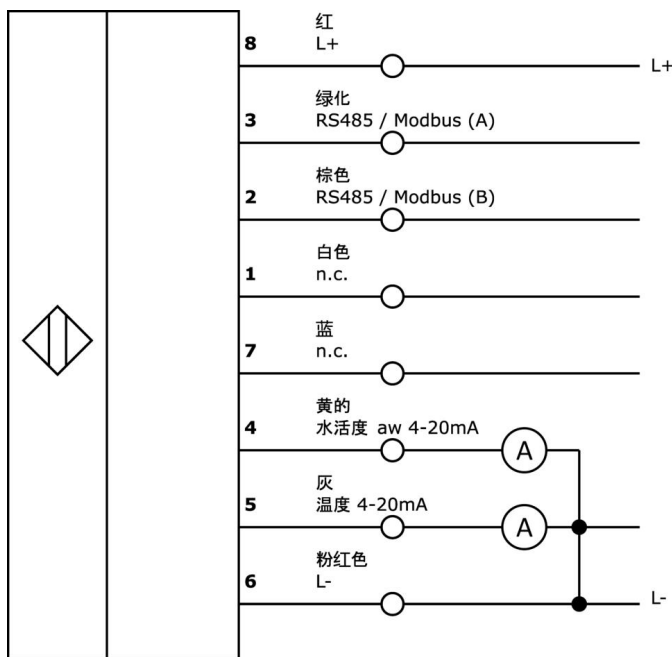 红
8 L+
L+
绿化
3 RS485 / Modbus (A)
棕色
2 RS485 / Modbus (B)
白色
1 n.c.
蓝
7 n.c.
黄的
4 水活度 aw 4-20mA
A
灰
5 温度 4-20mA
A
粉红色
6 L-
L-